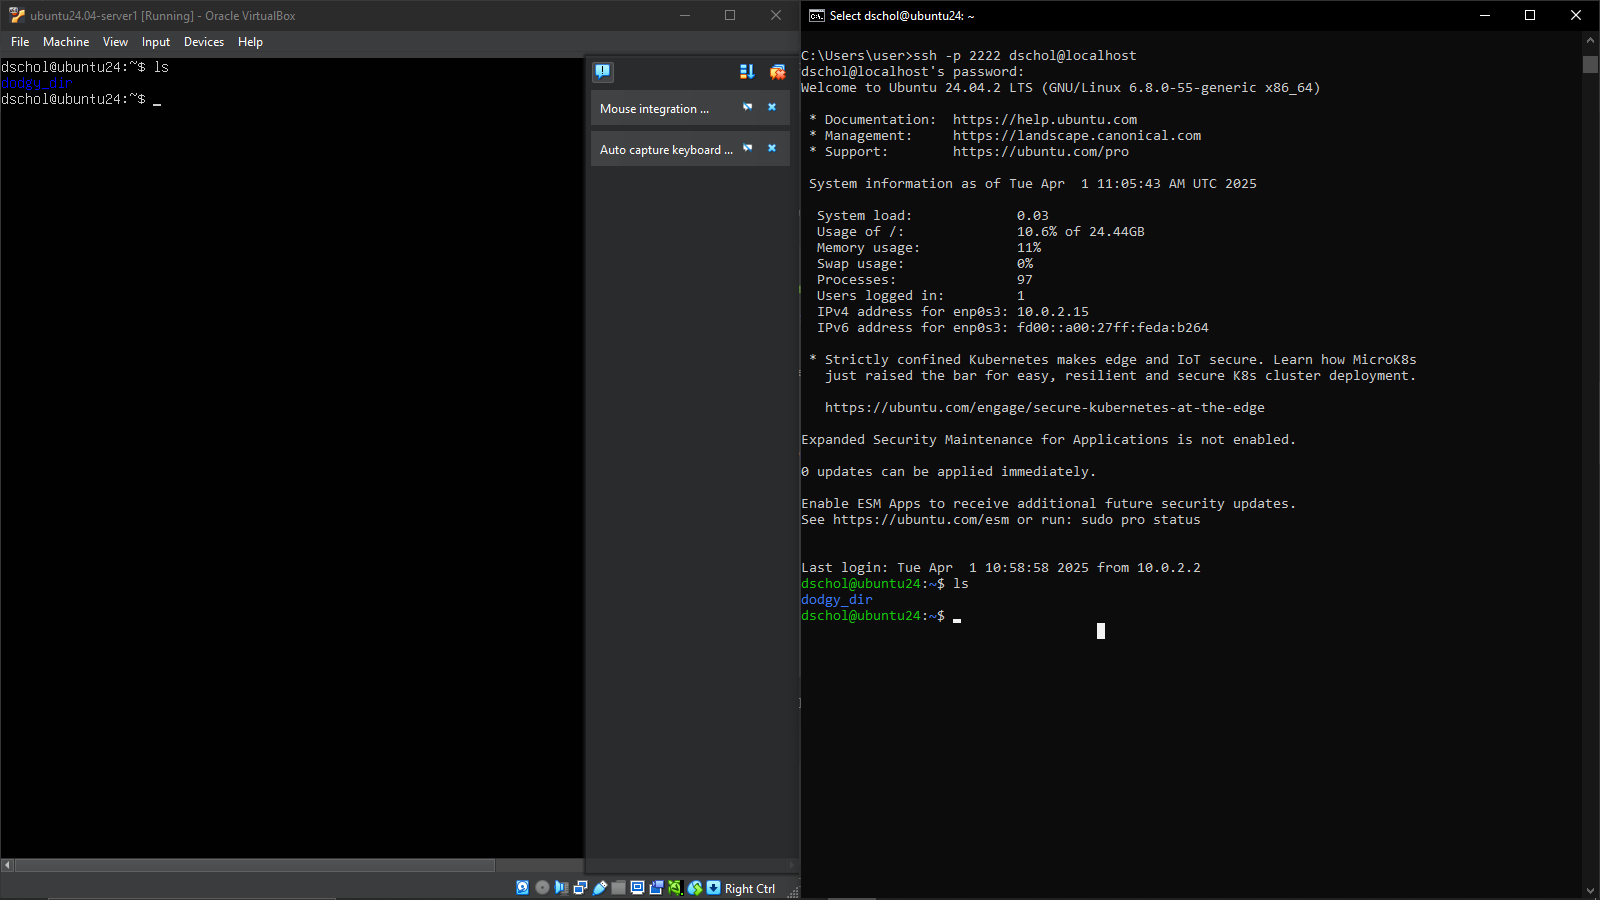 ubuntu24.04-server1 [Running] - Oracle VirtualBox
File Machine View Input Devices Help
dschol@ubuntu24:~$ ls
dodgy_dir
dschol@ubuntu24:~$ _
Mouse integration ...
Auto capture keyboard ...
Right Ctrl
Select dschol@ubuntu24: ~
C:\Users\user>ssh -p 2222 dschol@localhost
dschol@localhost's password:
Welcome to Ubuntu 24.04.2 LTS (GNU/Linux 6.8.0-55-generic x86_64)
* Documentation:  https://help.ubuntu.com
* Management:     https://landscape.canonical.com
* Support:        https://ubuntu.com/pro
System information as of Tue Apr  1 11:05:43 AM UTC 2025
System load:             0.03
Usage of /:              10.6% of 24.44GB
Memory usage:            11%
Swap usage:              0%
Processes:               97
Users logged in:         1
IPv4 address for enp0s3: 10.0.2.15
IPv6 address for enp0s3: fd00::a00:27ff:feda:b264
* Strictly confined Kubernetes makes edge and IoT secure. Learn how MicroK8s
just raised the bar for easy, resilient and secure K8s cluster deployment.
https://ubuntu.com/engage/secure-kubernetes-at-the-edge
Expanded Security Maintenance for Applications is not enabled.
0 updates can be applied immediately.
Enable ESM Apps to receive additional future security updates.
See https://ubuntu.com/esm or run: sudo pro status
Last login: Tue Apr  1 10:58:58 2025 from 10.0.2.2
dschol@ubuntu24:~$ ls
dodgy_dir
dschol@ubuntu24:~$ _